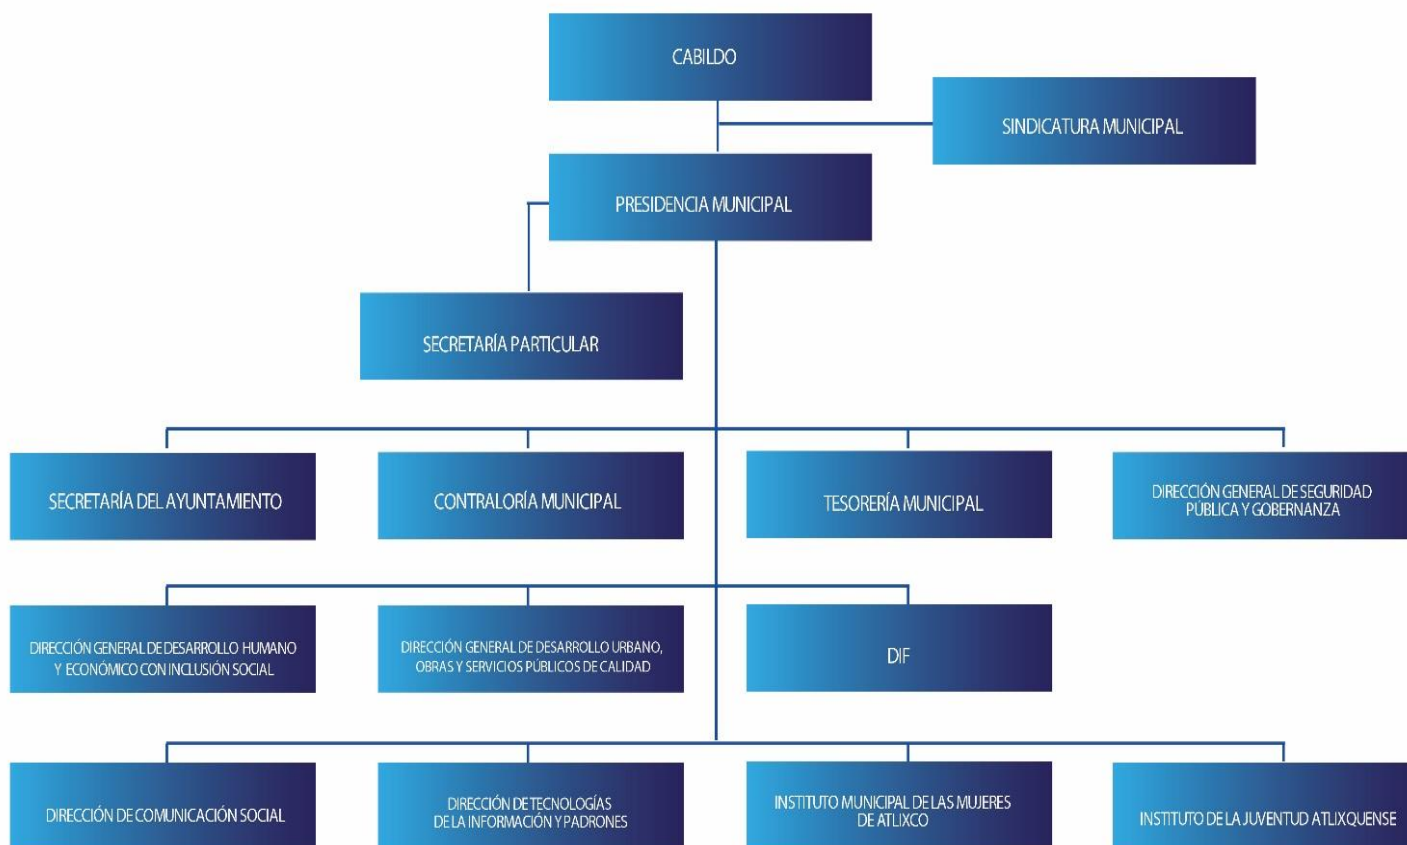 CABILDO
SINDICATURA MUNICIPAL
PRESIDENCIA MUNICIPAL
SECRETARÍA PARTICULAR
SECRETARÍA DEL AYUNTAMIENTO
CONTRALORÍA MUNICIPAL
TESORERÍA MUNICIPAL
DIRECCIÓN GENERAL DE SEGURIDAD
PÚBLICA Y GOBERNANZA
DIRECCIÓN GENERAL DE DESARROLLO HUMANO
Y ECONÓMICO CON INCLUSIÓN SOCIAL
DIRECCIÓN GENERAL DE DESARROLLO URBANO,
OBRAS Y SERVICIOS PÚBLICOS DE CALIDAD
DIF
DIRECCIÓN DE COMUNICACIÓN SOCIAL
DIRECCIÓN DE TECNOLOGÍAS
DE LA INFORMACIÓN Y PADRONES
INSTITUTO MUNICIPAL DE LAS MUJERES
DE ATLIXCO
INSTITUTO DE LA JUVENTUD ATLIXQUENSE